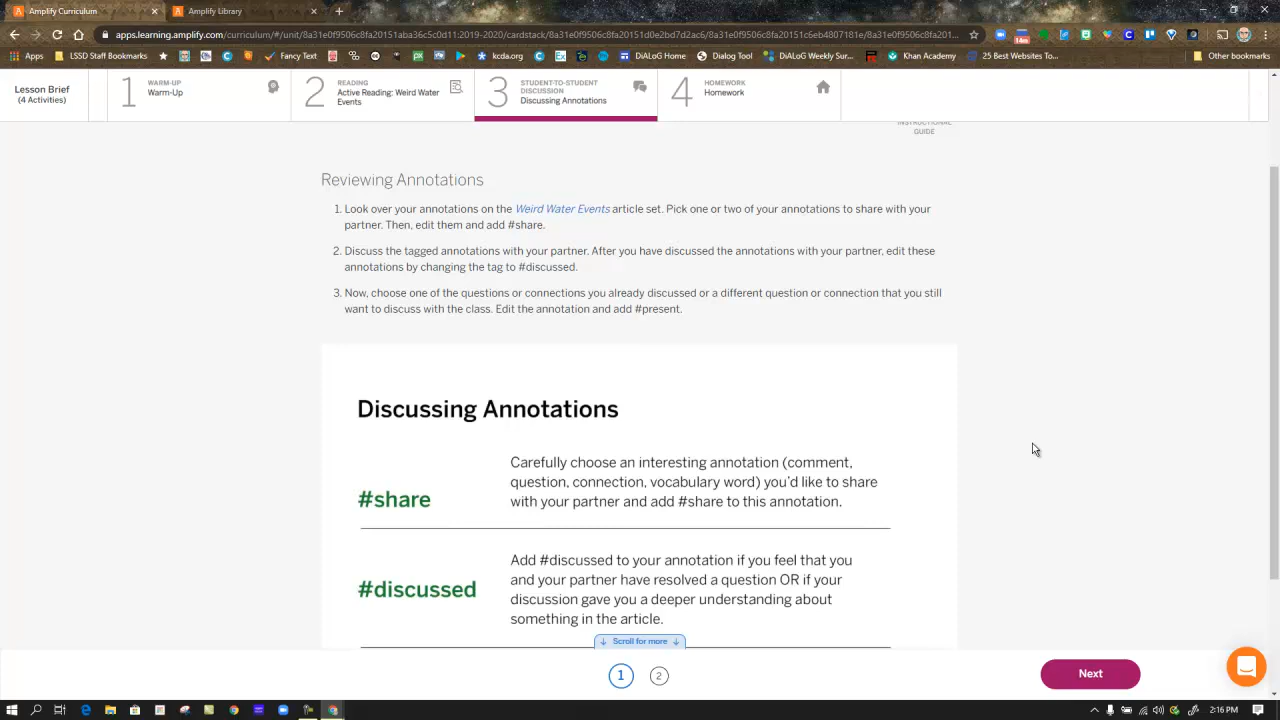 Amplify Curriculum
Amplify Library
apps.learning.amplify.com/curriculum/#/unit/8a31e0f9506c8fa20151aba36c5c0d11:2019-2020/cardstack/8a31e0f9506c8fa20151d0e2bd7d2ac6/8a31e0f9506c8fa20151d6eb4807181e/8a31e0f9506c8fa201...
Apps
LSSD Staff Bookmarks
Fancy
kcda.org
DiALoG Home
Dialog Tool
DiALoG Weekly Sur...
Khan Academy
25 Best Websites To...
Other bookmarks
Lesson Brief
(4 Activities)
1
WARM-UP
Warm-Up
2
READING
Active Reading: Weird Water
Events
3
STUDENT-TO-STUDENT
DISCUSSION
Discussing Annotations
4
HOMEWORK
Homework
INSTRUCTIONAL
GUIDE
Reviewing Annotations
1. Look over your annotations on the Weird Water Events article set. Pick one or two of your annotations to share with your
partner. Then, edit them and add #share.
2. Discuss the tagged annotations with your partner. After you have discussed the annotations with your partner, edit these
annotations by changing the tag to #discussed.
3. Now, choose one of the questions or connections you already discussed or a different question or connection that you still
want to discuss with the class. Edit the annotation and add #present.
Discussing Annotations
#share
Carefully choose an interesting annotation (comment,
question, connection, vocabulary word) you'd like to share
with your partner and add #share to this annotation.
#discussed
Add #discussed to your annotation if you feel that you
and your partner have resolved a question OR if your
discussion gave you a deeper understanding about
something in the article.
Scroll for more
1
2
Next
2:16 PM